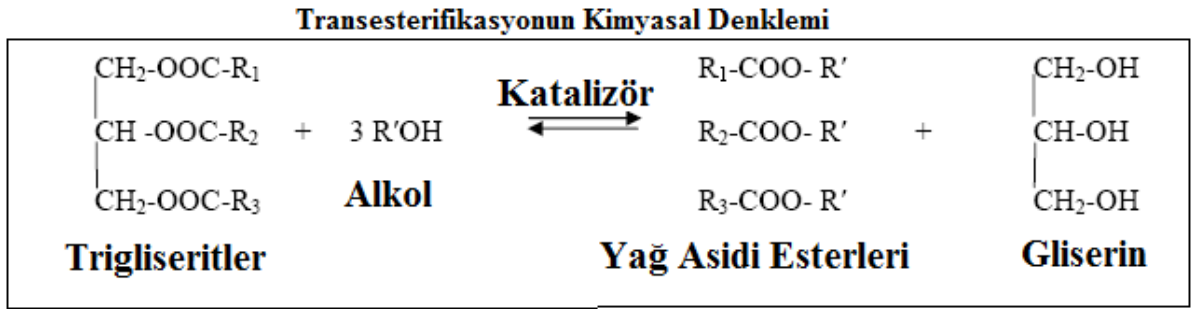 Transesterifikasyonun Kimyasal Denklemi
CH₂-OOC-R₁ R₁-COO- R′ CH₂-OH
Katalizör
CH -OOC-R₂ + 3 R′OH R₂-COO- R′ + CH-OH
CH₂-OOC-R₃ Alkol R₃-COO- R′ CH₂-OH
Trigliseritler Yağ Asidi Esterleri Gliserin